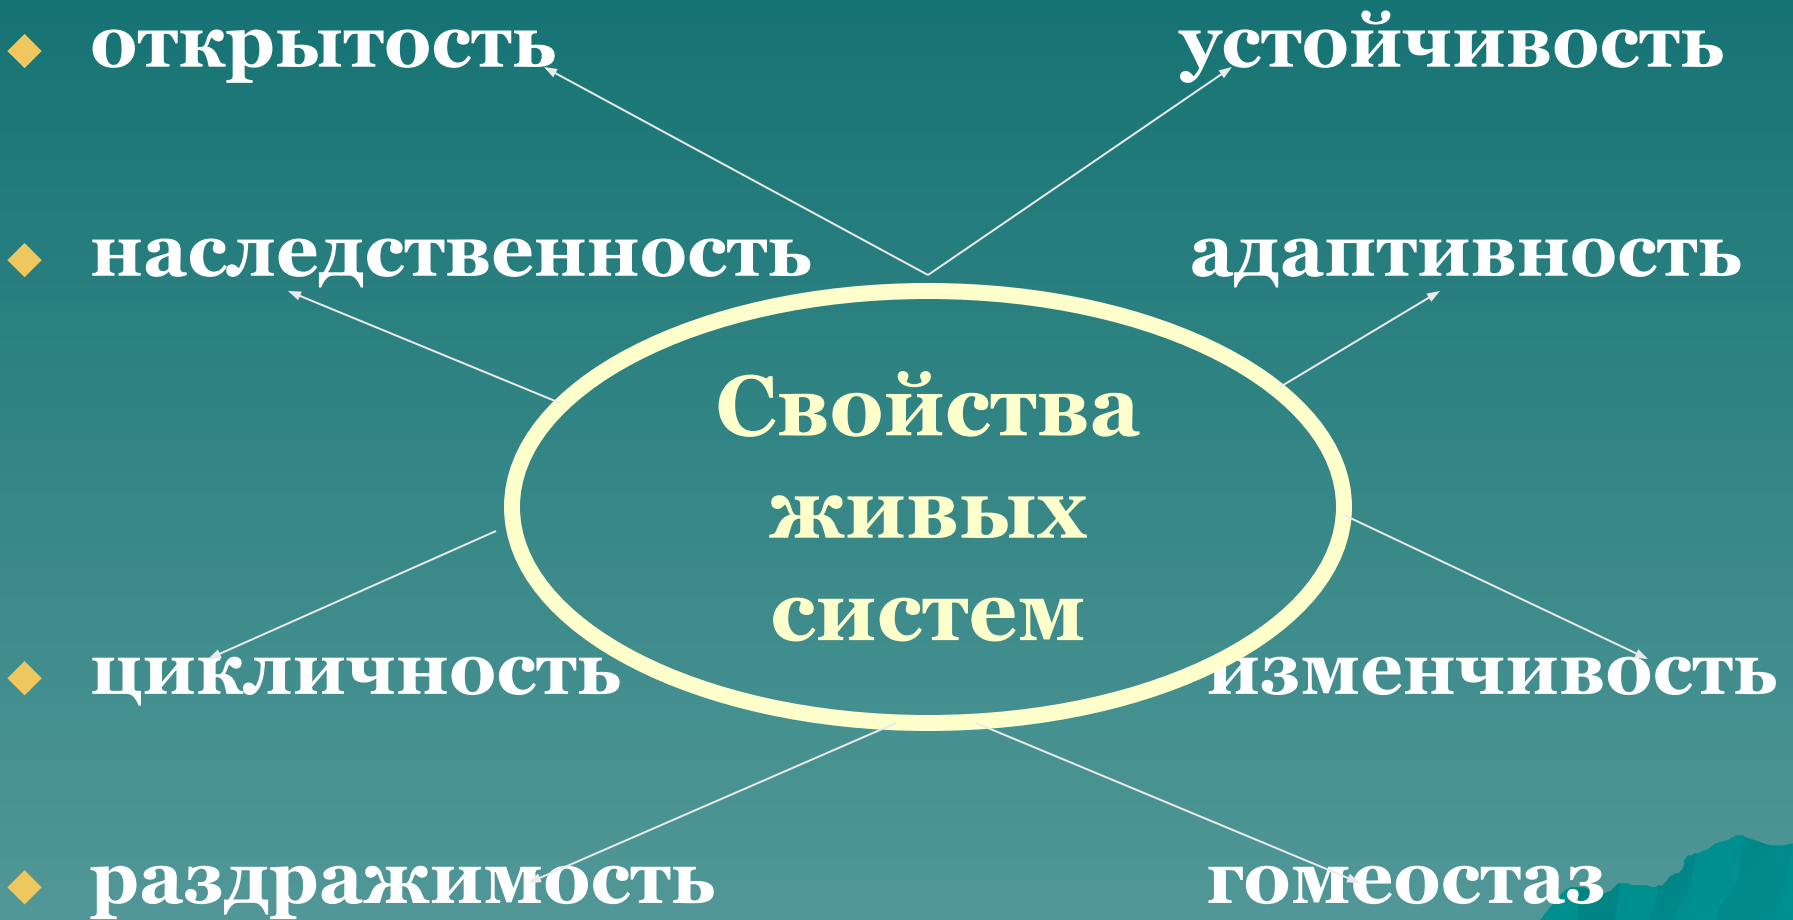 открытость устойчивость
наследственность адаптивность
Свойства
живых
систем
цикличность изменчивость
раздражимость гомеостаз